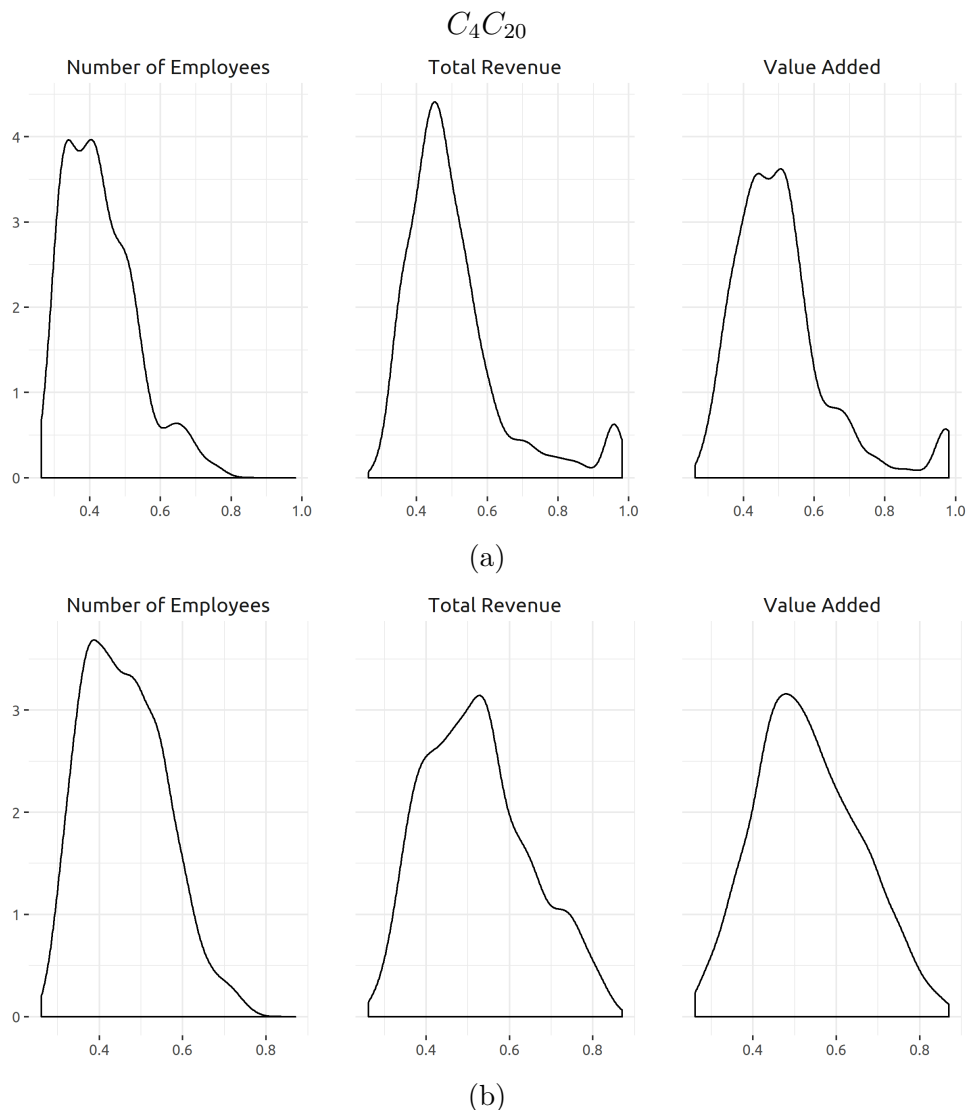 C₄C₂₀
Number of Employees Total Revenue Value Added
4
3
2
1
0
0.4 0.6 0.8 1.0 0.4 0.6 0.8 1.0 0.4 0.6 0.8 1.0
(a)
Number of Employees Total Revenue Value Added
3
2
1
0
0.4 0.6 0.8 0.4 0.6 0.8 0.4 0.6 0.8
(b)